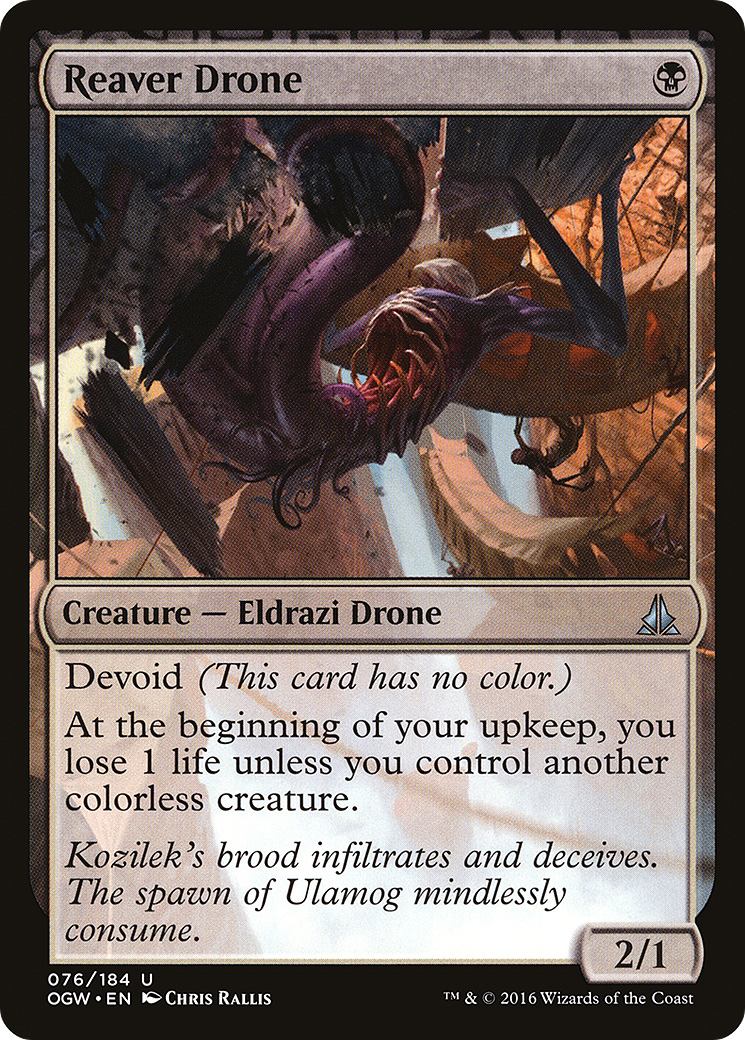 Reaver Drone
Creature — Eldrazi Drone
Devoid (This card has no color.)
At the beginning of your upkeep, you
lose 1 life unless you control another
colorless creature.
Kozilek's brood infiltrates and deceives.
The spawn of Ulamog mindlessly
consume.
2/1
076/184 U
OGW • EN Chris Rallis
™ & © 2016 Wizards of the Coast